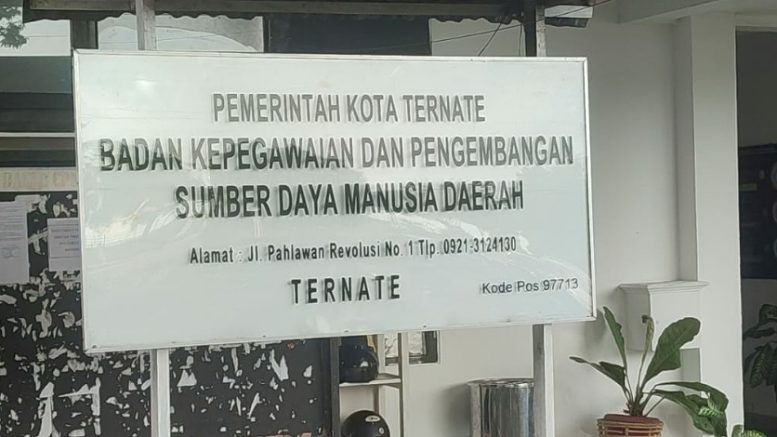 PEMERINTAH KOTA TERNATE
BADAN KEPEGAWAIAN DAN PENGEMBANGAN
SUMBER DAYA MANUSIA DAERAH
Alamat : Jl. Pahlawan Revolusi No. 1 Tlp. 0921-3124130
TERNATE
Kode Pos 97713